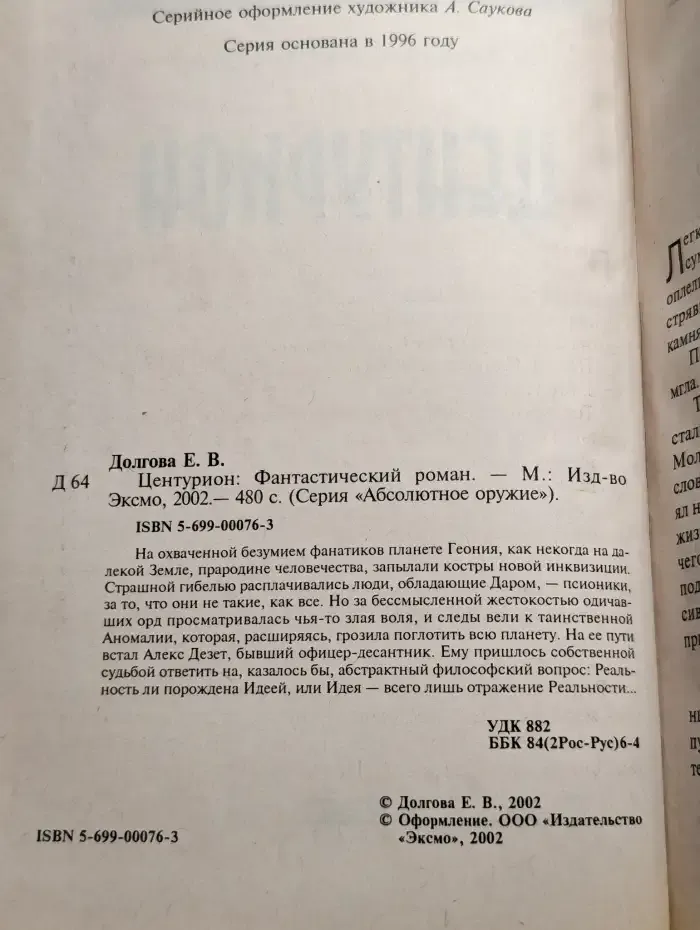 Серийное оформление художника А. Саукова
Серия основана в 1996 году
Долгова Е. В.
Д 64 Центурион: Фантастический роман. — М.: Изд-во
Эксмо, 2002.— 480 с. (Серия «Абсолютное оружие»).
ISBN 5-699-00076-3
На охваченной безумием фанатиков планете Геония, как некогда на да-
лекой Земле, прародине человечества, запылали костры новой инквизиции.
Страшной гибелью расплачивались люди, обладающие Даром, — псионики,
за то, что они не такие, как все. Но за бессмысленной жестокостью одичав-
ших орд просматривалась чья-то злая воля, и следы вели к таинственной
Аномалии, которая, расширяясь, грозила поглотить всю планету. На ее пути
встал Алекс Дезет, бывший офицер-десантник. Ему пришлось собственной
судьбой ответить на, казалось бы, абстрактный философский вопрос: Реаль-
ность ли порождена Идеей, или Идея — всего лишь отражение Реальности...
УДК 882
ББК 84(2Рос-Рус)6-4
© Долгова Е. В., 2002
© Оформление. ООО «Издательство
«Эксмо», 2002
ISBN 5-699-00076-3
мгла.